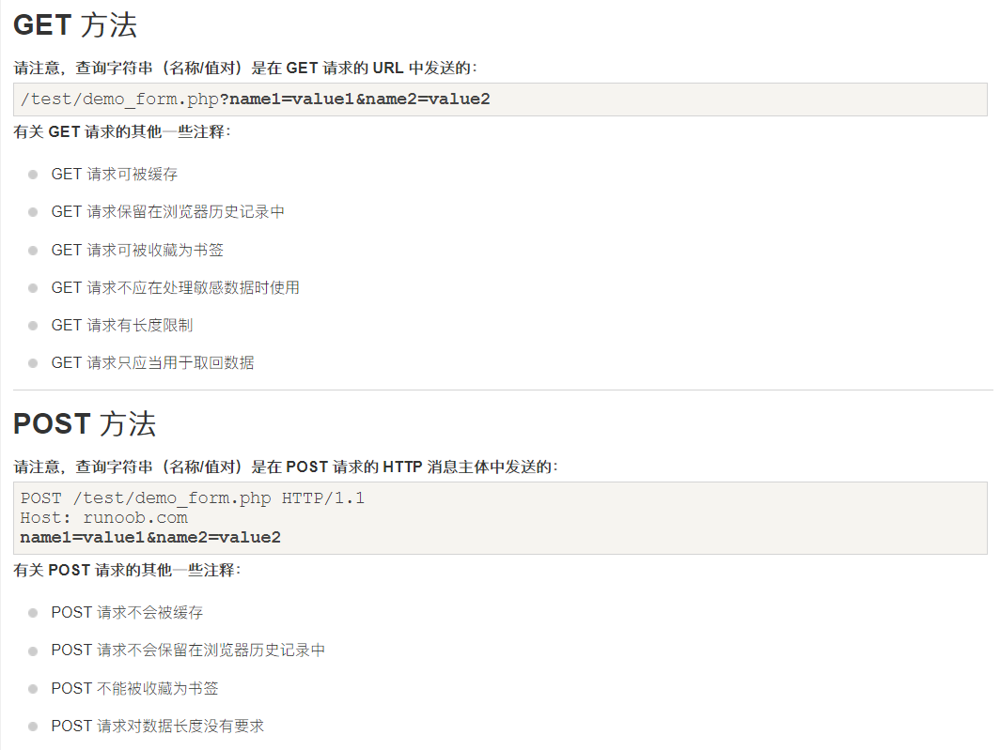 GET 方法
请注意，查询字符串（名称/值对）是在 GET 请求的 URL 中发送的：
/test/demo_form.php?name1=value1&name2=value2
有关 GET 请求的其他一些注释：
GET 请求可被缓存
GET 请求保留在浏览器历史记录中
GET 请求可被收藏为书签
GET 请求不应在处理敏感数据时使用
GET 请求有长度限制
GET 请求只应当用于取回数据
POST 方法
请注意，查询字符串（名称/值对）是在 POST 请求的 HTTP 消息主体中发送的：
POST /test/demo_form.php HTTP/1.1
Host: runoob.com
name1=value1&name2=value2
有关 POST 请求的其他一些注释：
POST 请求不会被缓存
POST 请求不会保留在浏览器历史记录中
POST 不能被收藏为书签
POST 请求对数据长度没有要求